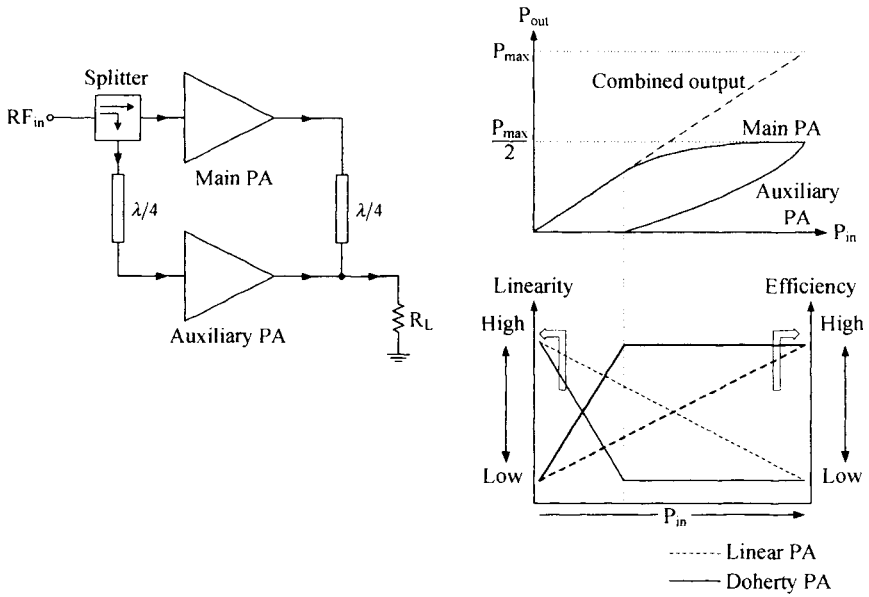 Splitter
RFin
Main PA
λ/4
λ/4
Auxiliary PA
RL
Pout
Pmax
Combined output
Pmax
2
Main PA
Auxiliary
PA
Pin
Linearity
Efficiency
High
High
Low
Low
Pin
Linear PA
Doherty PA